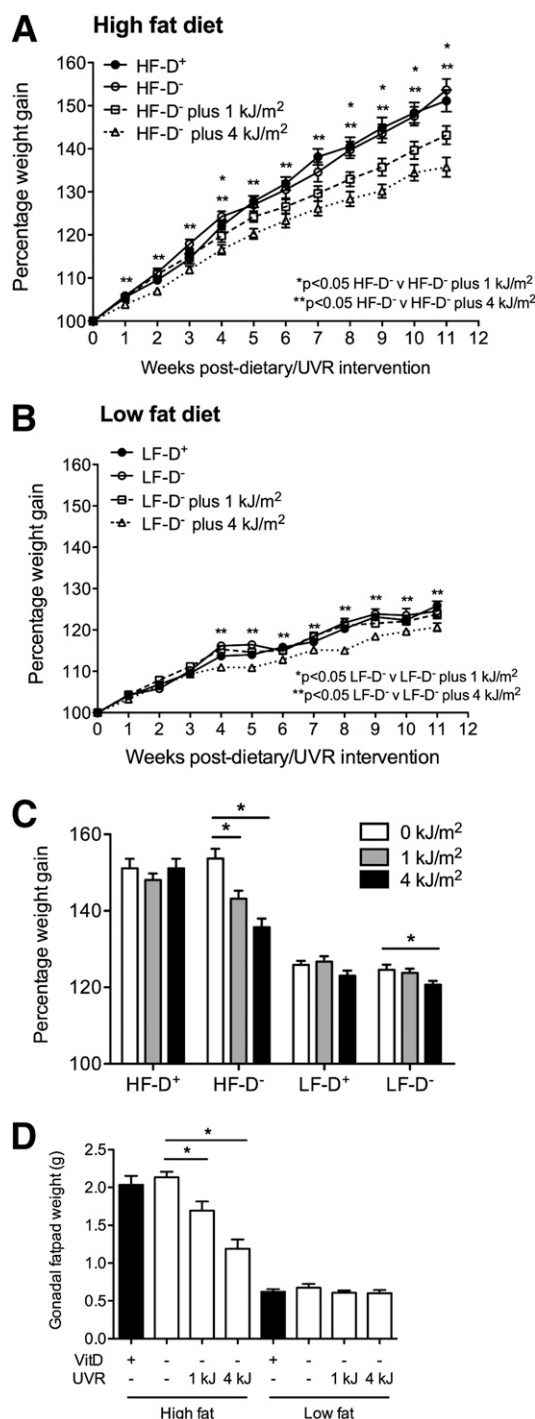 A
High fat diet
HF-D⁺
HF-D⁻
HF-D⁻ plus 1 kJ/m²
HF-D⁻ plus 4 kJ/m²
160
150
140
130
120
110
100
Percentage weight gain
** ** ** * ** ** ** ** * ** * ** * ** * **
*p<0.05 HF-D⁻ v HF-D⁻ plus 1 kJ/m²
**p<0.05 HF-D⁻ v HF-D⁻ plus 4 kJ/m²
0 1 2 3 4 5 6 7 8 9 10 11 12
Weeks post-dietary/UVR intervention
B
Low fat diet
LF-D⁺
LF-D⁻
LF-D⁻ plus 1 kJ/m²
LF-D⁻ plus 4 kJ/m²
160
150
140
130
120
110
100
Percentage weight gain
** ** ** ** ** ** ** **
*p<0.05 LF-D⁻ v LF-D⁻ plus 1 kJ/m²
**p<0.05 LF-D⁻ v LF-D⁻ plus 4 kJ/m²
0 1 2 3 4 5 6 7 8 9 10 11 12
Weeks post-dietary/UVR intervention
C
160
150
140
130
120
100
Percentage weight gain
*
*
*
0 kJ/m²
1 kJ/m²
4 kJ/m²
HF-D⁺ HF-D⁻ LF-D⁺ LF-D⁻
D
2.5
2.0
1.5
1.0
0.5
0.0
Gonadal fatpad weight (g)
*
*
VitD + - - - + - - -
UVR - - 1 kJ 4 kJ - - 1 kJ 4 kJ
High fat Low fat